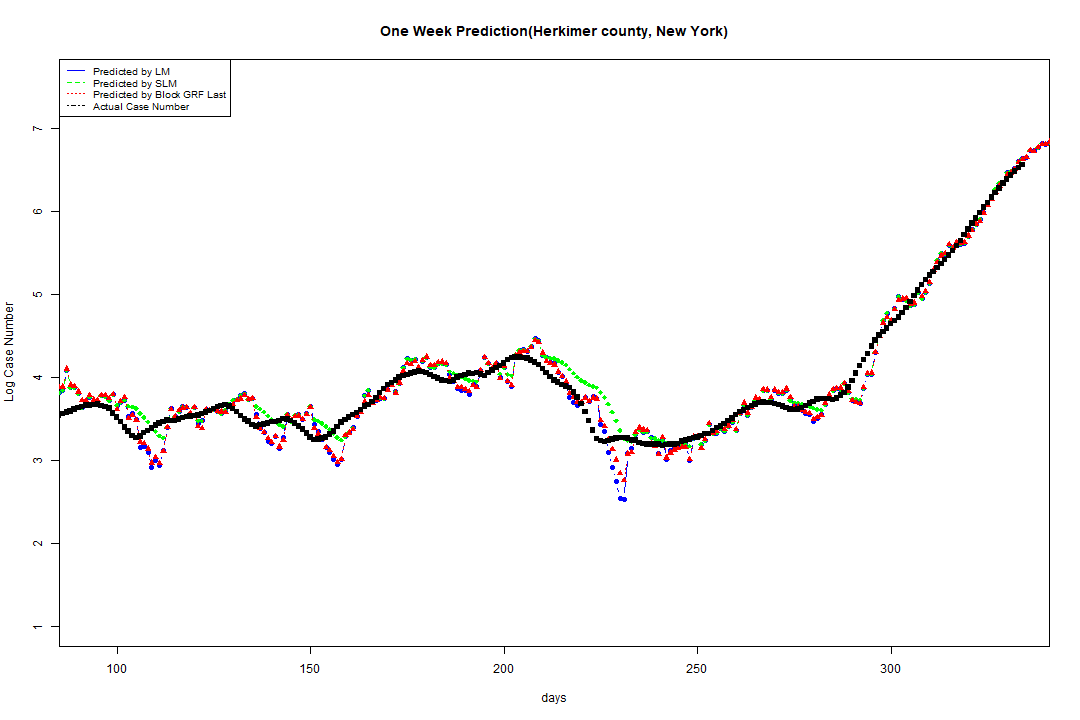 One Week Prediction(Herkimer county, New York)
Predicted by LM
Predicted by SLM
Predicted by Block GRF Last
Actual Case Number
Log Case Number
7
6
5
4
3
2
1
100 150 200 250 300
days